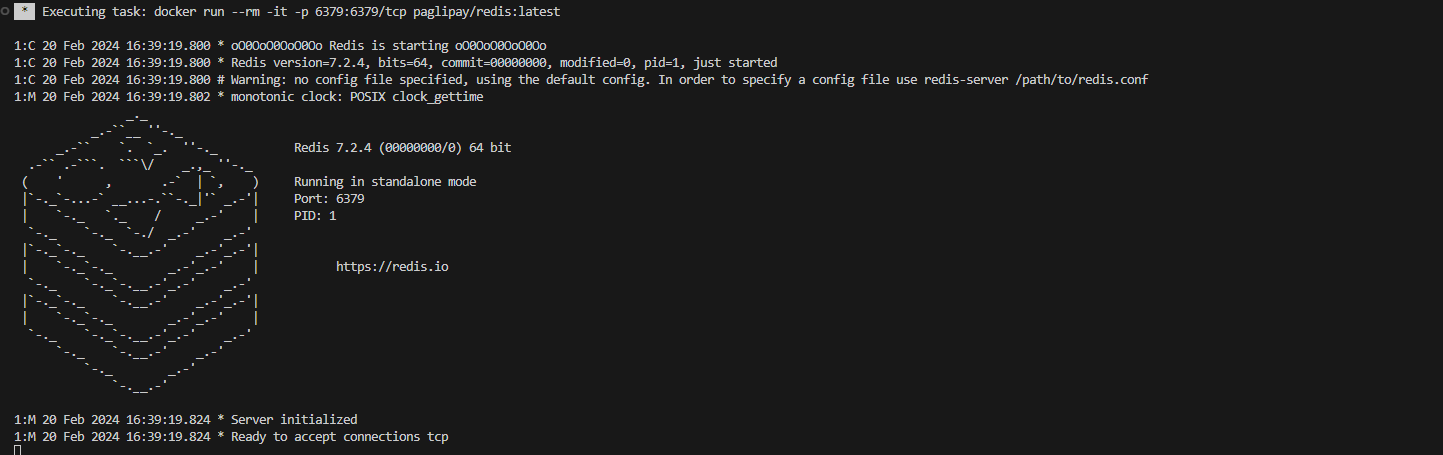 * Executing task: docker run --rm -it -p 6379:6379/tcp paglipay/redis:latest
1:C 20 Feb 2024 16:39:19.800 * oO0OoO0OoO0Oo Redis is starting oO0OoO0OoO0Oo
1:C 20 Feb 2024 16:39:19.800 * Redis version=7.2.4, bits=64, commit=00000000, modified=0, pid=1, just started
1:C 20 Feb 2024 16:39:19.800 # Warning: no config file specified, using the default config. In order to specify a config file use redis-server /path/to/redis.conf
1:M 20 Feb 2024 16:39:19.802 * monotonic clock: POSIX clock_gettime
Redis 7.2.4 (00000000/0) 64 bit
Running in standalone mode
Port: 6379
PID: 1
https://redis.io
1:M 20 Feb 2024 16:39:19.824 * Server initialized
1:M 20 Feb 2024 16:39:19.824 * Ready to accept connections tcp